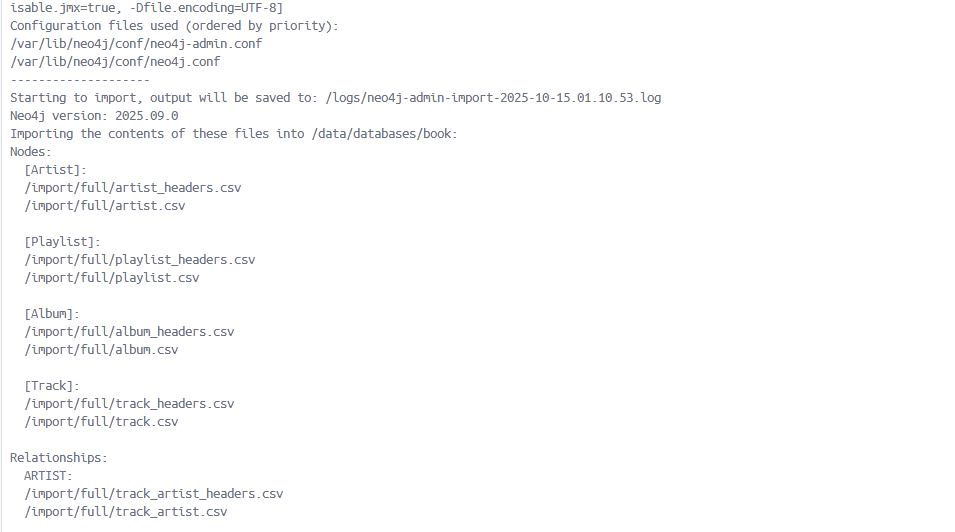 isable.jmx=true, -Dfile.encoding=UTF-8]
Configuration files used (ordered by priority):
/var/lib/neo4j/conf/neo4j-admin.conf
/var/lib/neo4j/conf/neo4j.conf
--------------------
Starting to import, output will be saved to: /logs/neo4j-admin-import-2025-10-15.01.10.53.log
Neo4j version: 2025.09.0
Importing the contents of these files into /data/databases/book:
Nodes:
  [Artist]:
  /import/full/artist_headers.csv
  /import/full/artist.csv

  [Playlist]:
  /import/full/playlist_headers.csv
  /import/full/playlist.csv

  [Album]:
  /import/full/album_headers.csv
  /import/full/album.csv

  [Track]:
  /import/full/track_headers.csv
  /import/full/track.csv

Relationships:
  ARTIST:
  /import/full/track_artist_headers.csv
  /import/full/track_artist.csv